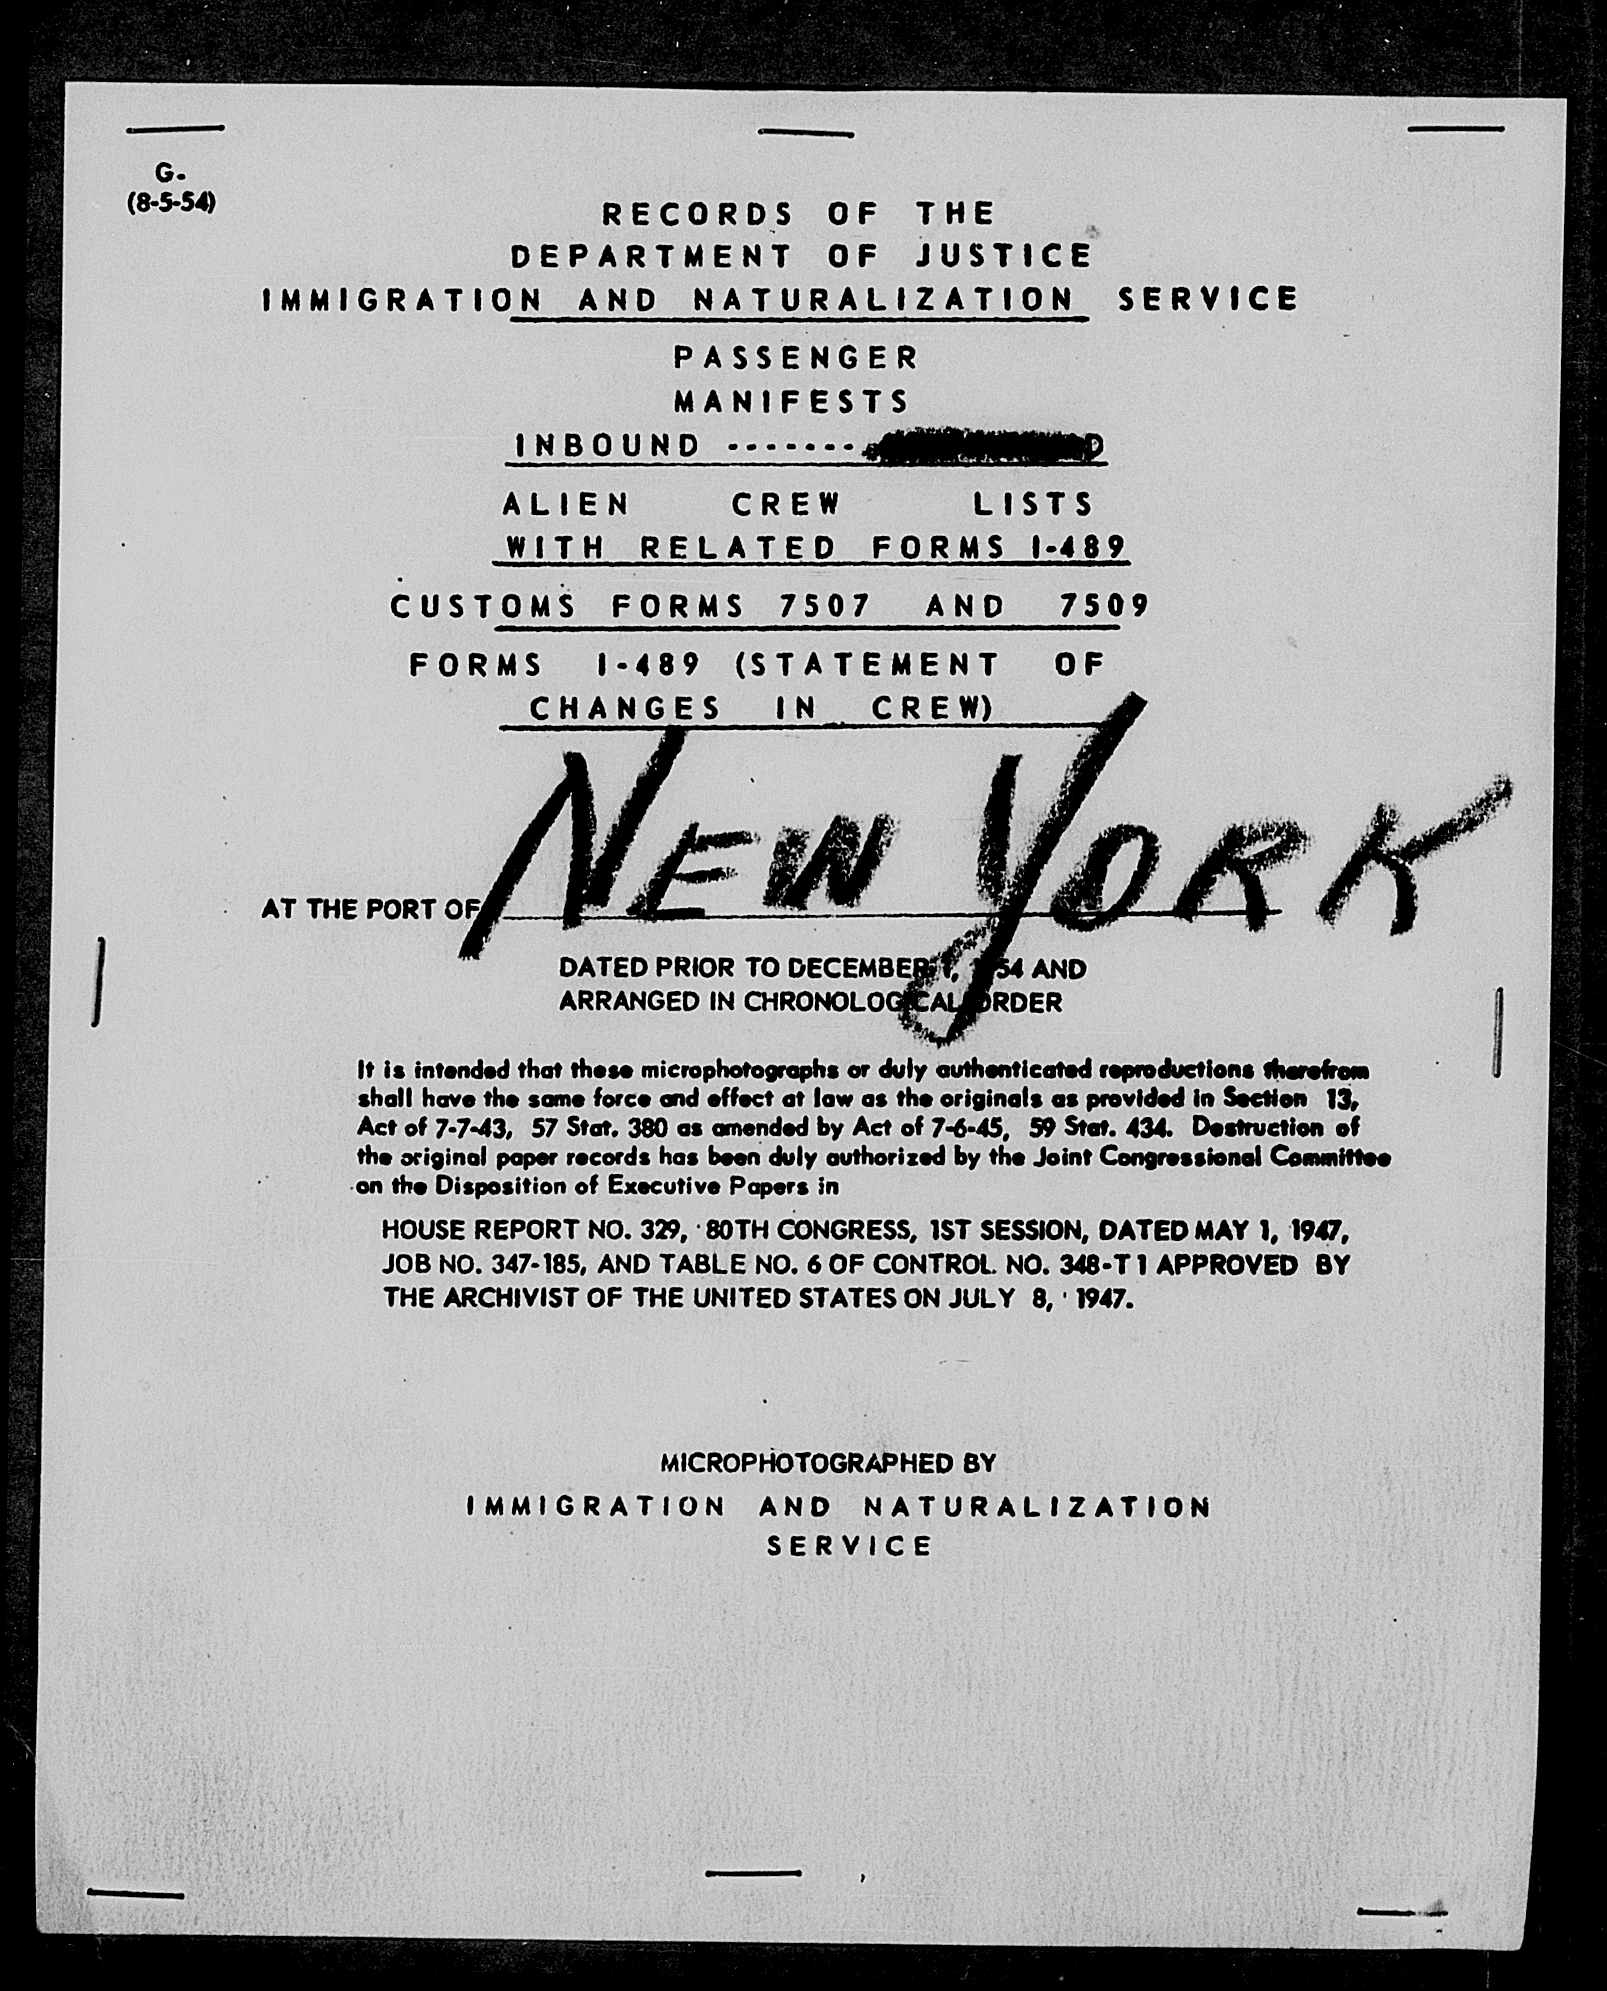 G.
(8-5-54)
RECORDS OF THE
DEPARTMENT OF JUSTICE
IMMIGRATION AND NATURALIZATION SERVICE
PASSENGER
MANIFESTS
INBOUND -------
ALIEN CREW LISTS
WITH RELATED FORMS I-489
CUSTOMS FORMS 7507 AND 7509
FORMS I-489 (STATEMENT OF
CHANGES IN CREW)
AT THE PORT OF NEW YORK
DATED PRIOR TO DECEMBER 1, 1954 AND
ARRANGED IN CHRONOLOGICAL ORDER
It is intended that these microphotographs or duly authenticated reproductions therefrom
shall have the same force and effect at law as the originals as provided in Section 13,
Act of 7-7-43, 57 Stat. 380 as amended by Act of 7-6-45, 59 Stat. 434. Destruction of
the original paper records has been duly authorized by the Joint Congressional Committee
on the Disposition of Executive Papers in
HOUSE REPORT NO. 329, 80TH CONGRESS, 1ST SESSION, DATED MAY 1, 1947,
JOB NO. 347-185, AND TABLE NO. 6 OF CONTROL NO. 348-T1 APPROVED BY
THE ARCHIVIST OF THE UNITED STATES ON JULY 8, 1947.
MICROPHOTOGRAPHED BY
IMMIGRATION AND NATURALIZATION
SERVICE